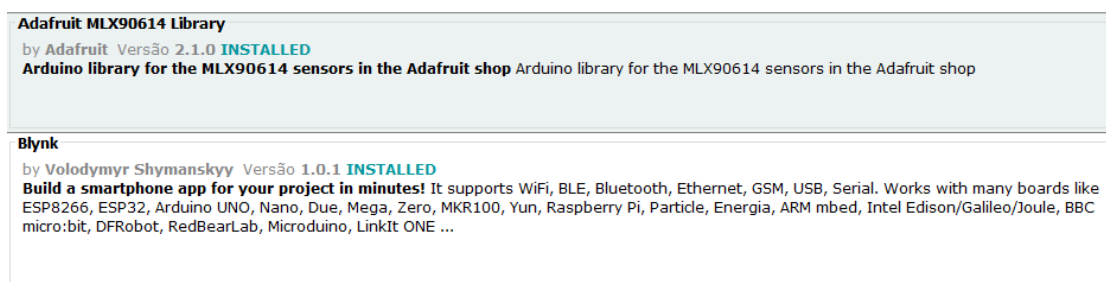 Adafruit MLX90614 Library
by Adafruit Versão 2.1.0 INSTALLED
Arduino library for the MLX90614 sensors in the Adafruit shop Arduino library for the MLX90614 sensors in the Adafruit shop
Blynk
by Volodymyr Shymanskyy Versão 1.0.1 INSTALLED
Build a smartphone app for your project in minutes! It supports WiFi, BLE, Bluetooth, Ethernet, GSM, USB, Serial. Works with many boards like
ESP8266, ESP32, Arduino UNO, Nano, Due, Mega, Zero, MKR100, Yun, Raspberry Pi, Particle, Energia, ARM mbed, Intel Edison/Galileo/Joule, BBC
micro:bit, DFRobot, RedBearLab, Microduino, LinkIt ONE ...